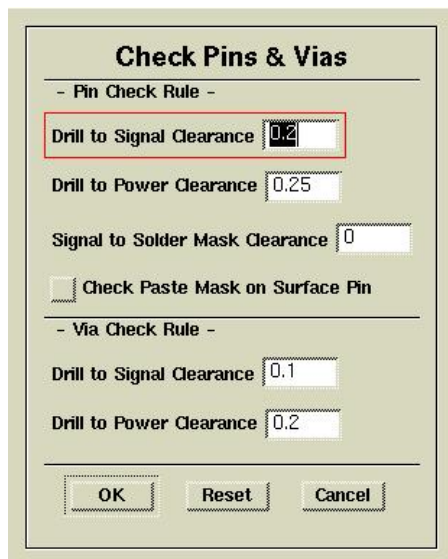 Check Pins & Vias
- Pin Check Rule -
Drill to Signal Clearance 0.2
Drill to Power Clearance 0.25
Signal to Solder Mask Clearance 0
Check Paste Mask on Surface Pin
- Via Check Rule -
Drill to Signal Clearance 0.1
Drill to Power Clearance 0.2
OK Reset Cancel